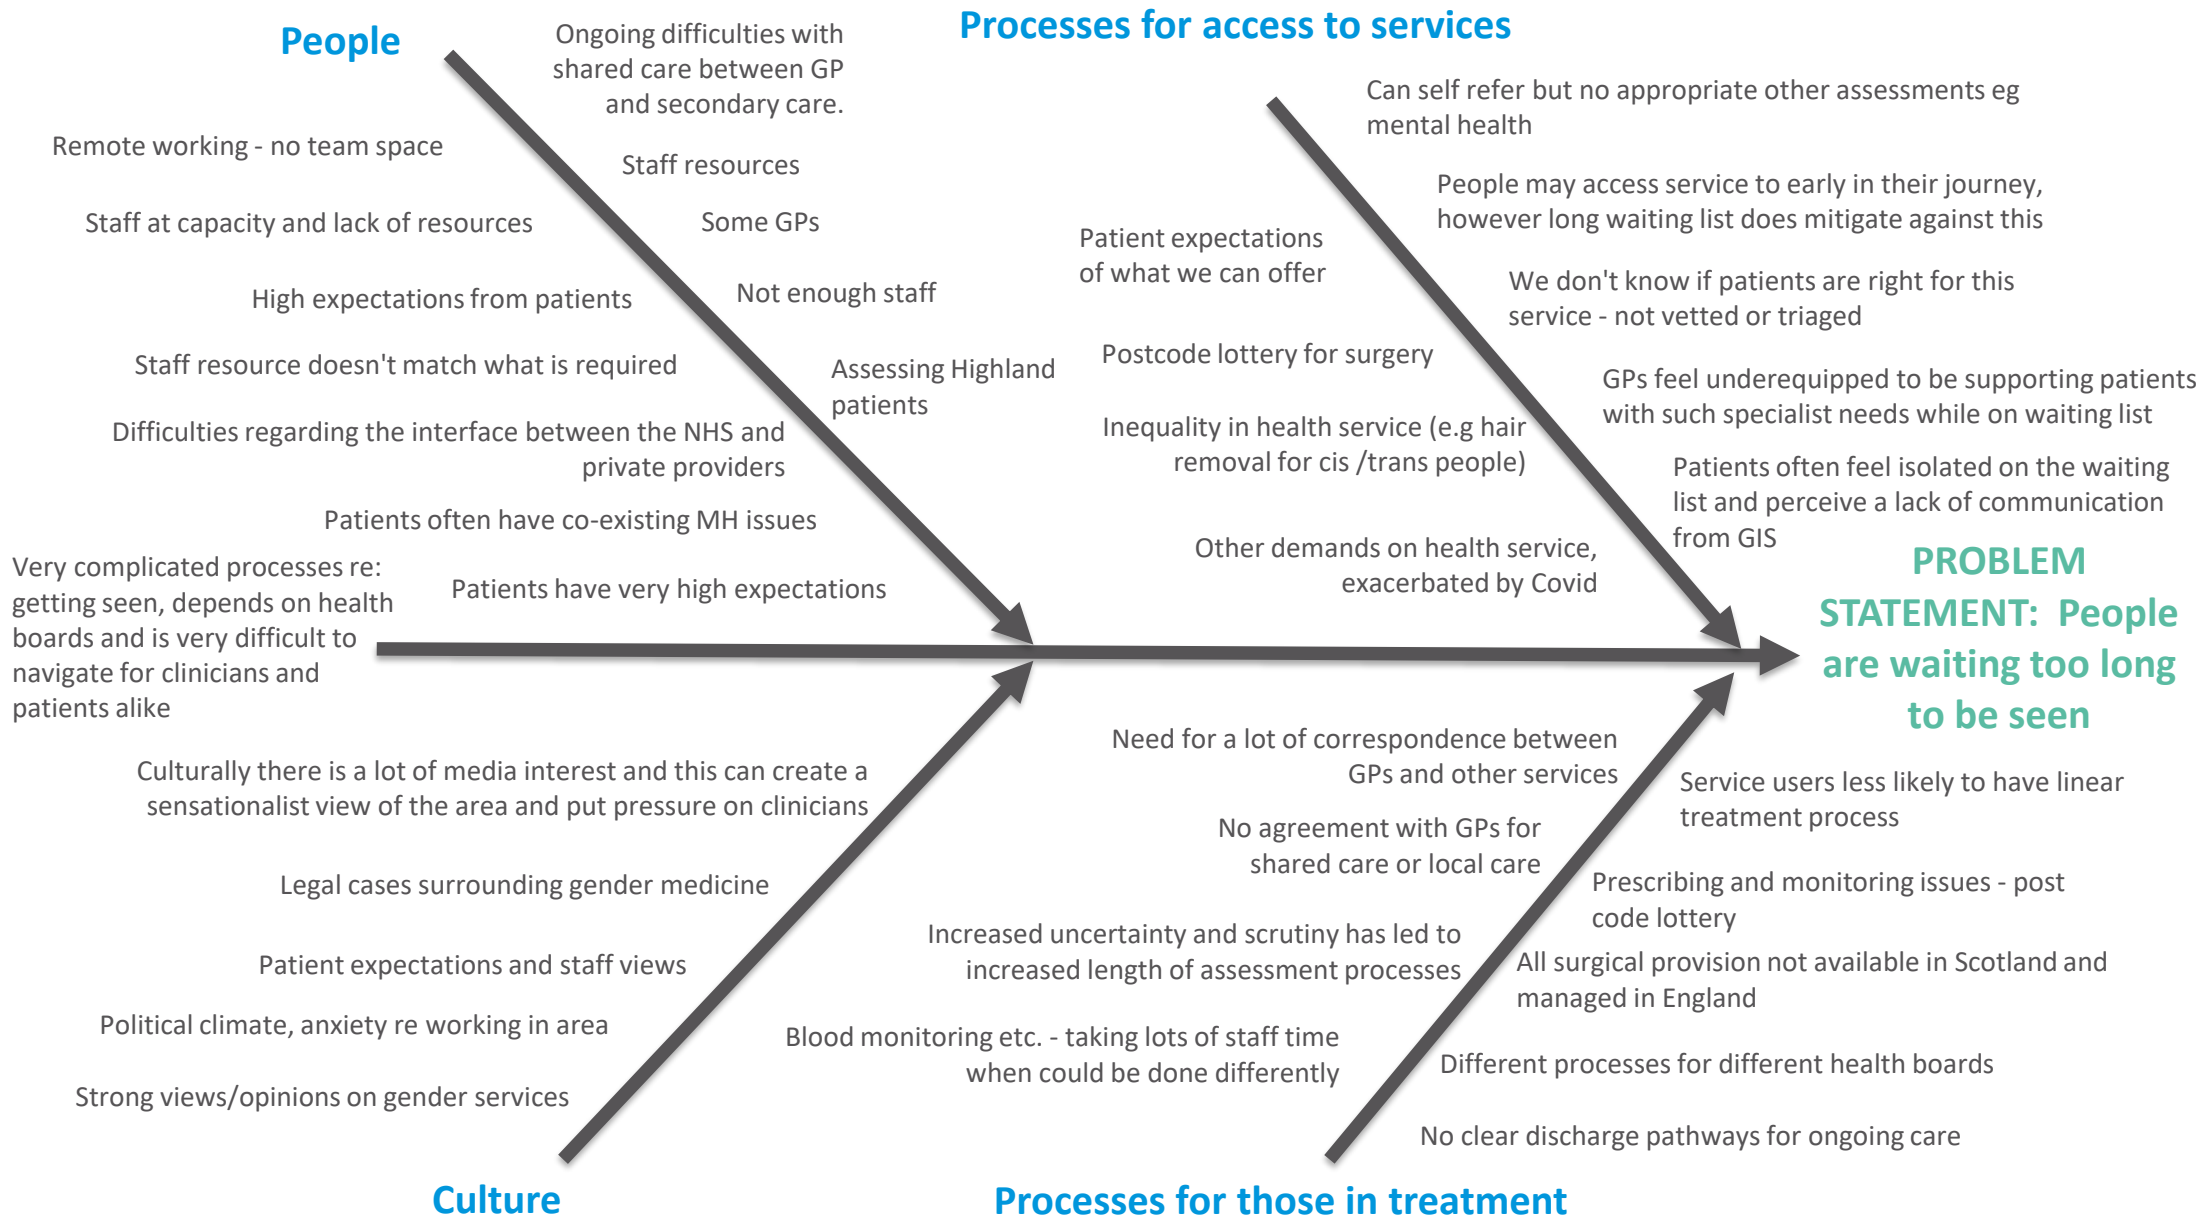 People
Ongoing difficulties with
shared care between GP
and secondary care.
Remote working - no team space
Staff resources
Staff at capacity and lack of resources
Some GPs
High expectations from patients
Not enough staff
Staff resource doesn't match what is required
Assessing Highland
patients
Difficulties regarding the interface between the NHS and
private providers
Patients often have co-existing MH issues
Patients have very high expectations
Very complicated processes re:
getting seen, depends on health
boards and is very difficult to
navigate for clinicians and
patients alike
Processes for access to services
Can self refer but no appropriate other assessments eg
mental health
People may access service to early in their journey,
however long waiting list does mitigate against this
Patient expectations
of what we can offer
We don't know if patients are right for this
service - not vetted or triaged
Postcode lottery for surgery
GPs feel underequipped to be supporting patients
with such specialist needs while on waiting list
Inequality in health service (e.g hair
removal for cis /trans people)
Patients often feel isolated on the waiting
list and perceive a lack of communication
from GIS
Other demands on health service,
exacerbated by Covid
PROBLEM
STATEMENT: People
are waiting too long
to be seen
Culturally there is a lot of media interest and this can create a
sensationalist view of the area and put pressure on clinicians
Legal cases surrounding gender medicine
Patient expectations and staff views
Political climate, anxiety re working in area
Strong views/opinions on gender services
Culture
Need for a lot of correspondence between
GPs and other services
Service users less likely to have linear
treatment process
No agreement with GPs for
shared care or local care
Prescribing and monitoring issues - post
code lottery
Increased uncertainty and scrutiny has led to
increased length of assessment processes
All surgical provision not available in Scotland and
managed in England
Blood monitoring etc. - taking lots of staff time
when could be done differently
Different processes for different health boards
No clear discharge pathways for ongoing care
Processes for those in treatment